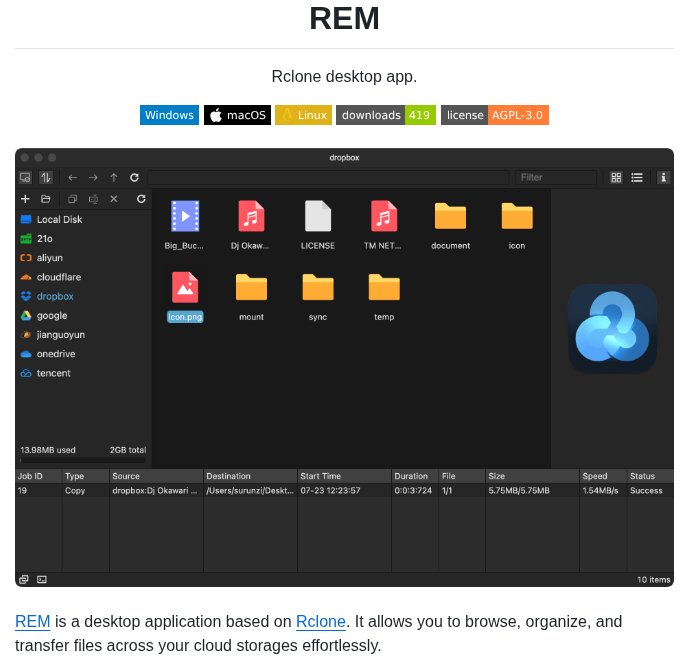 REM
Rclone desktop app.
Windows macOS Linux downloads 419 license AGPL-3.0
dropbox
Filter
Local Disk
21o
aliyun
cloudflare
dropbox
google
jianguoyun
onedrive
tencent
13.98MB used 2GB total
Big_Buc... Dj Okaw... LICENSE TM NET... document icon
icon.png mount sync temp
Job ID Type Source Destination Start Time Duration File Size Speed Status
19 Copy dropbox:Dj Okawari ... /Users/surunzi/Deskt... 07-23 12:23:57 0:0:3:724 1/1 5.75MB/5.75MB 1.54MB/s Success
10 items
REM is a desktop application based on Rclone. It allows you to browse, organize, and
transfer files across your cloud storages effortlessly.